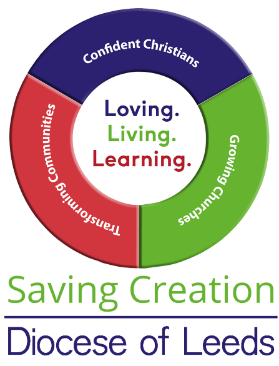 Confident Christians
Transforming Communities
Growing Churches
Loving.
Living.
Learning.
Saving Creation
Diocese of Leeds